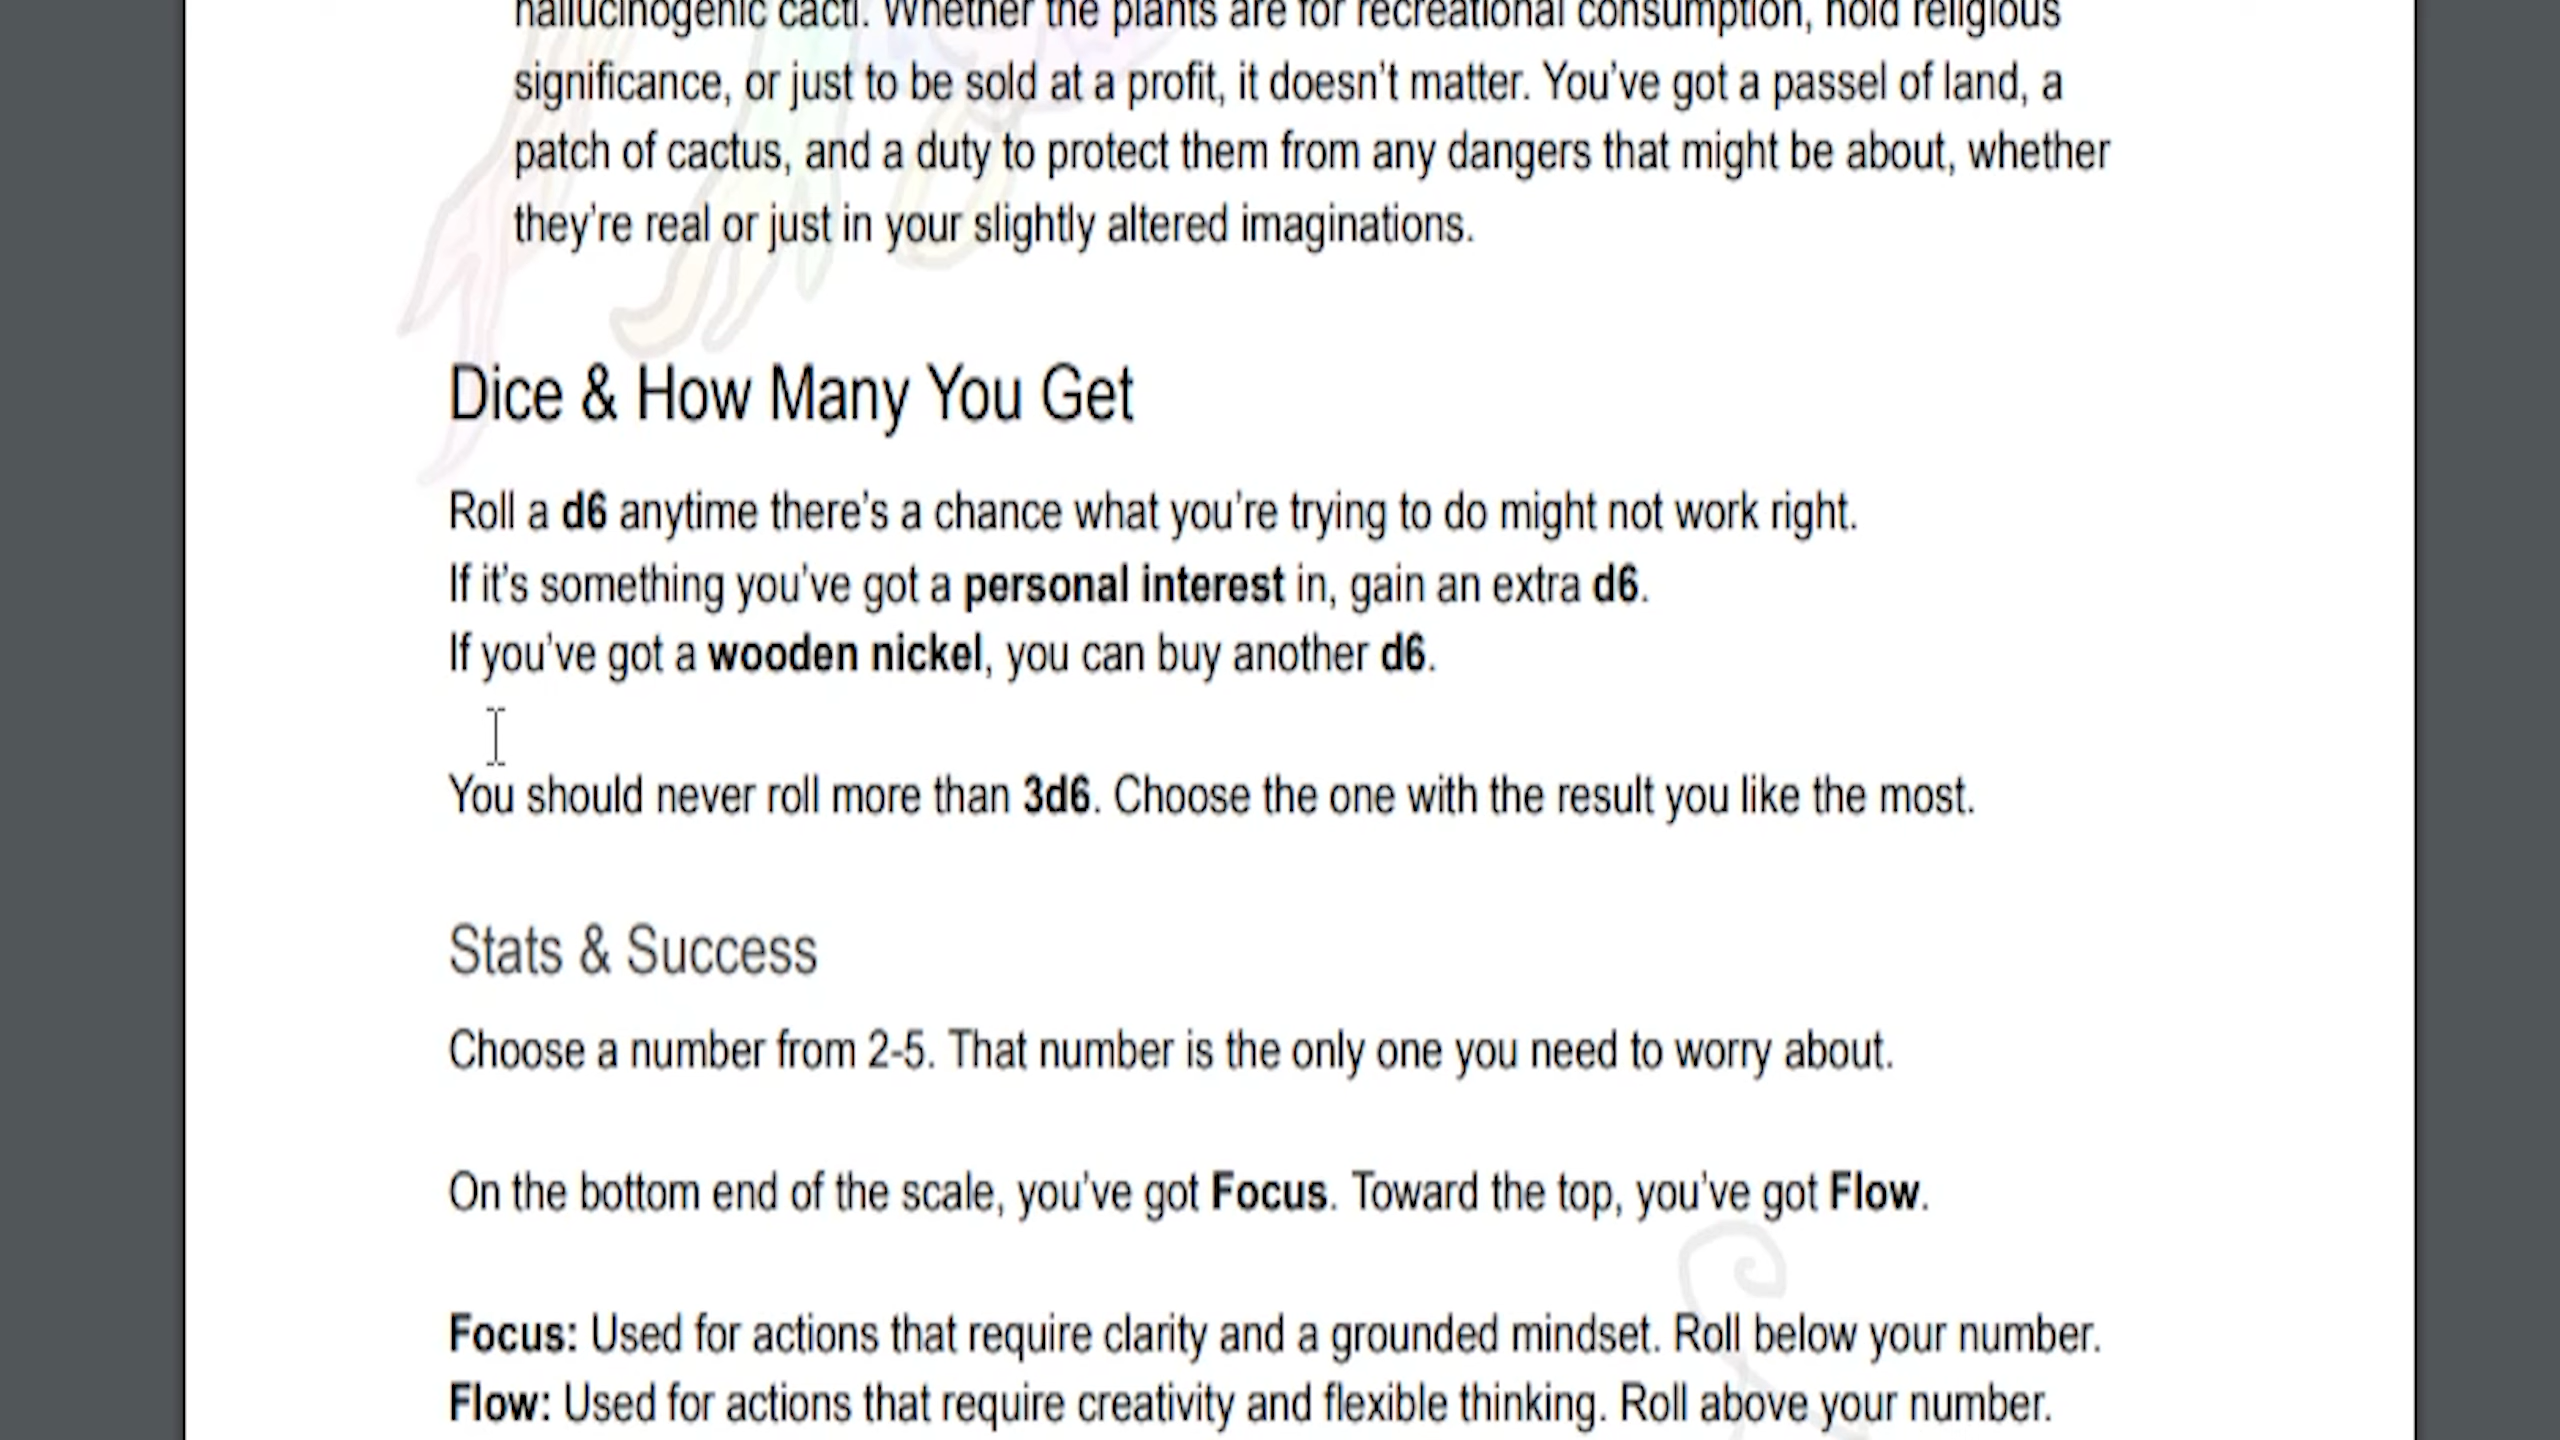 hallucinogenic cacti. Whether the plants are for recreational consumption, hold religious
significance, or just to be sold at a profit, it doesn't matter. You've got a passel of land, a
patch of cactus, and a duty to protect them from any dangers that might be about, whether
they're real or just in your slightly altered imaginations.
Dice & How Many You Get
Roll a d6 anytime there's a chance what you're trying to do might not work right.
If it's something you've got a personal interest in, gain an extra d6.
If you've got a wooden nickel, you can buy another d6.
You should never roll more than 3d6. Choose the one with the result you like the most.
Stats & Success
Choose a number from 2-5. That number is the only one you need to worry about.
On the bottom end of the scale, you've got Focus. Toward the top, you've got Flow.
Focus: Used for actions that require clarity and a grounded mindset. Roll below your number.
Flow: Used for actions that require creativity and flexible thinking. Roll above your number.